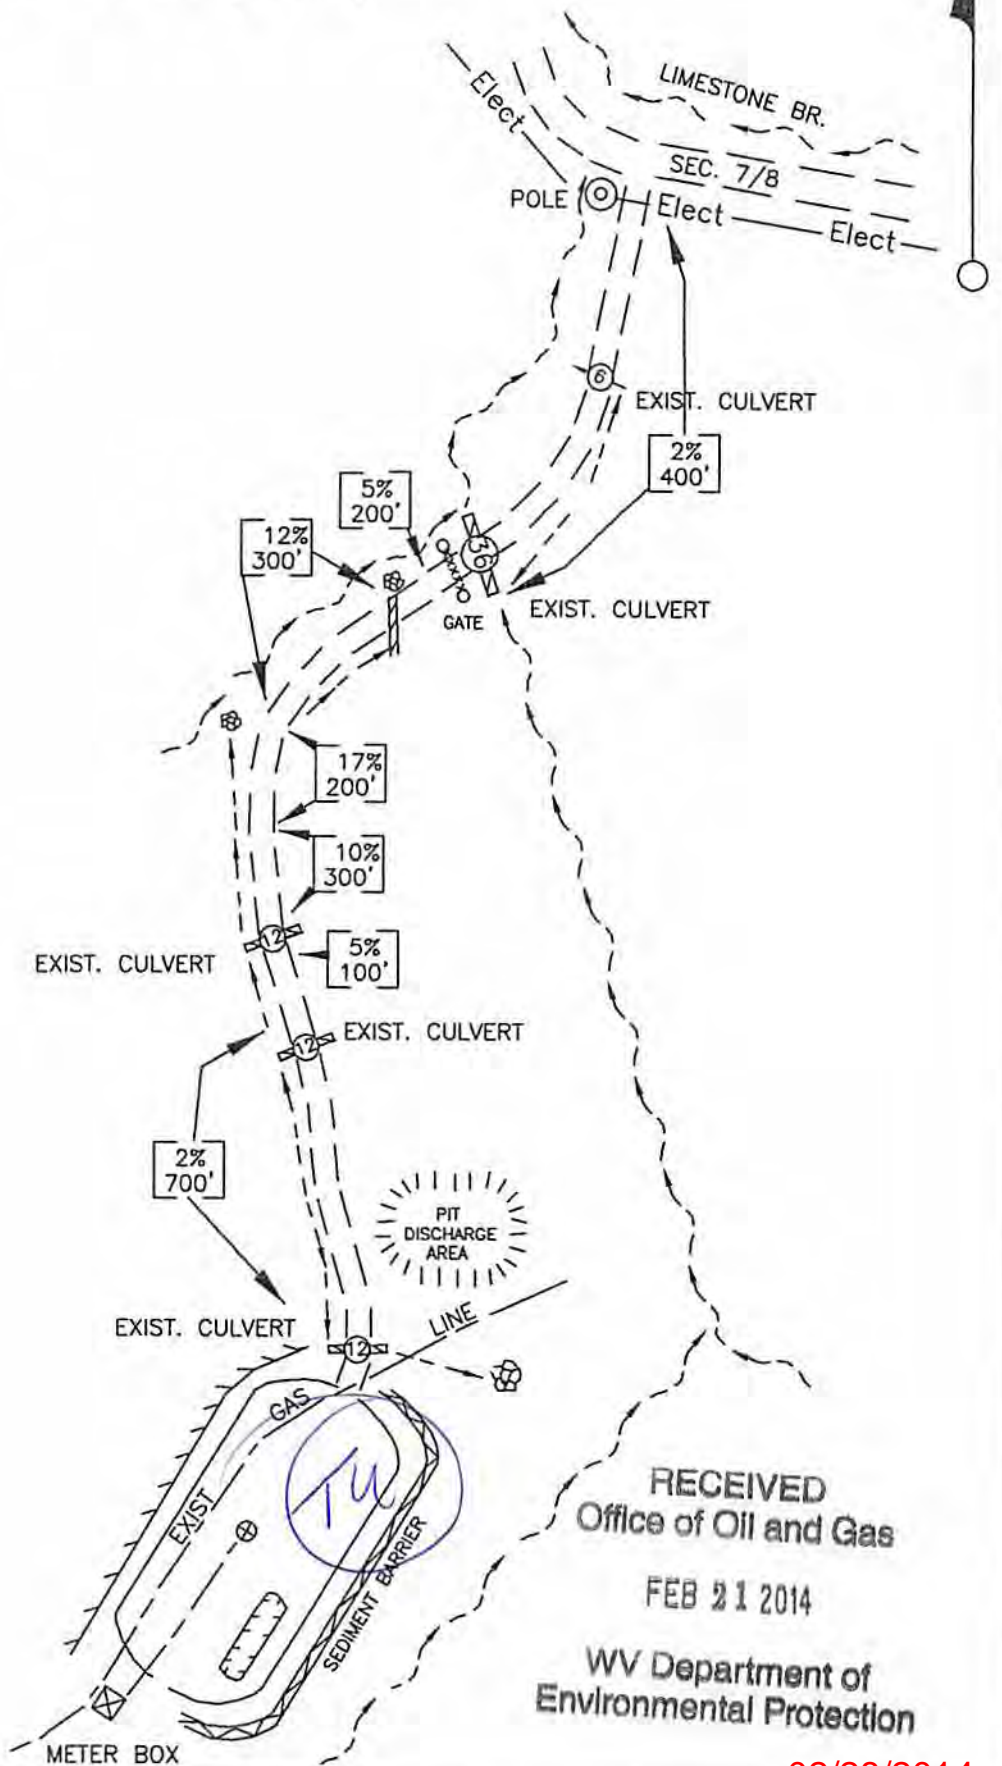 LIMESTONE BR.
Elect
SEC. 7/8
POLE
Elect
Elect
6
EXIST. CULVERT
2%
400'
5%
200'
12%
300'
36
GATE
EXIST. CULVERT
17%
200'
10%
300'
12
EXIST. CULVERT
5%
100'
12
EXIST. CULVERT
2%
700'
PIT
DISCHARGE
AREA
EXIST. CULVERT
12
EXIST GAS LINE
TU
SEDIMENT BARRIER
METER BOX
RECEIVED
Office of Oil and Gas
FEB 21 2014
WV Department of
Environmental Protection